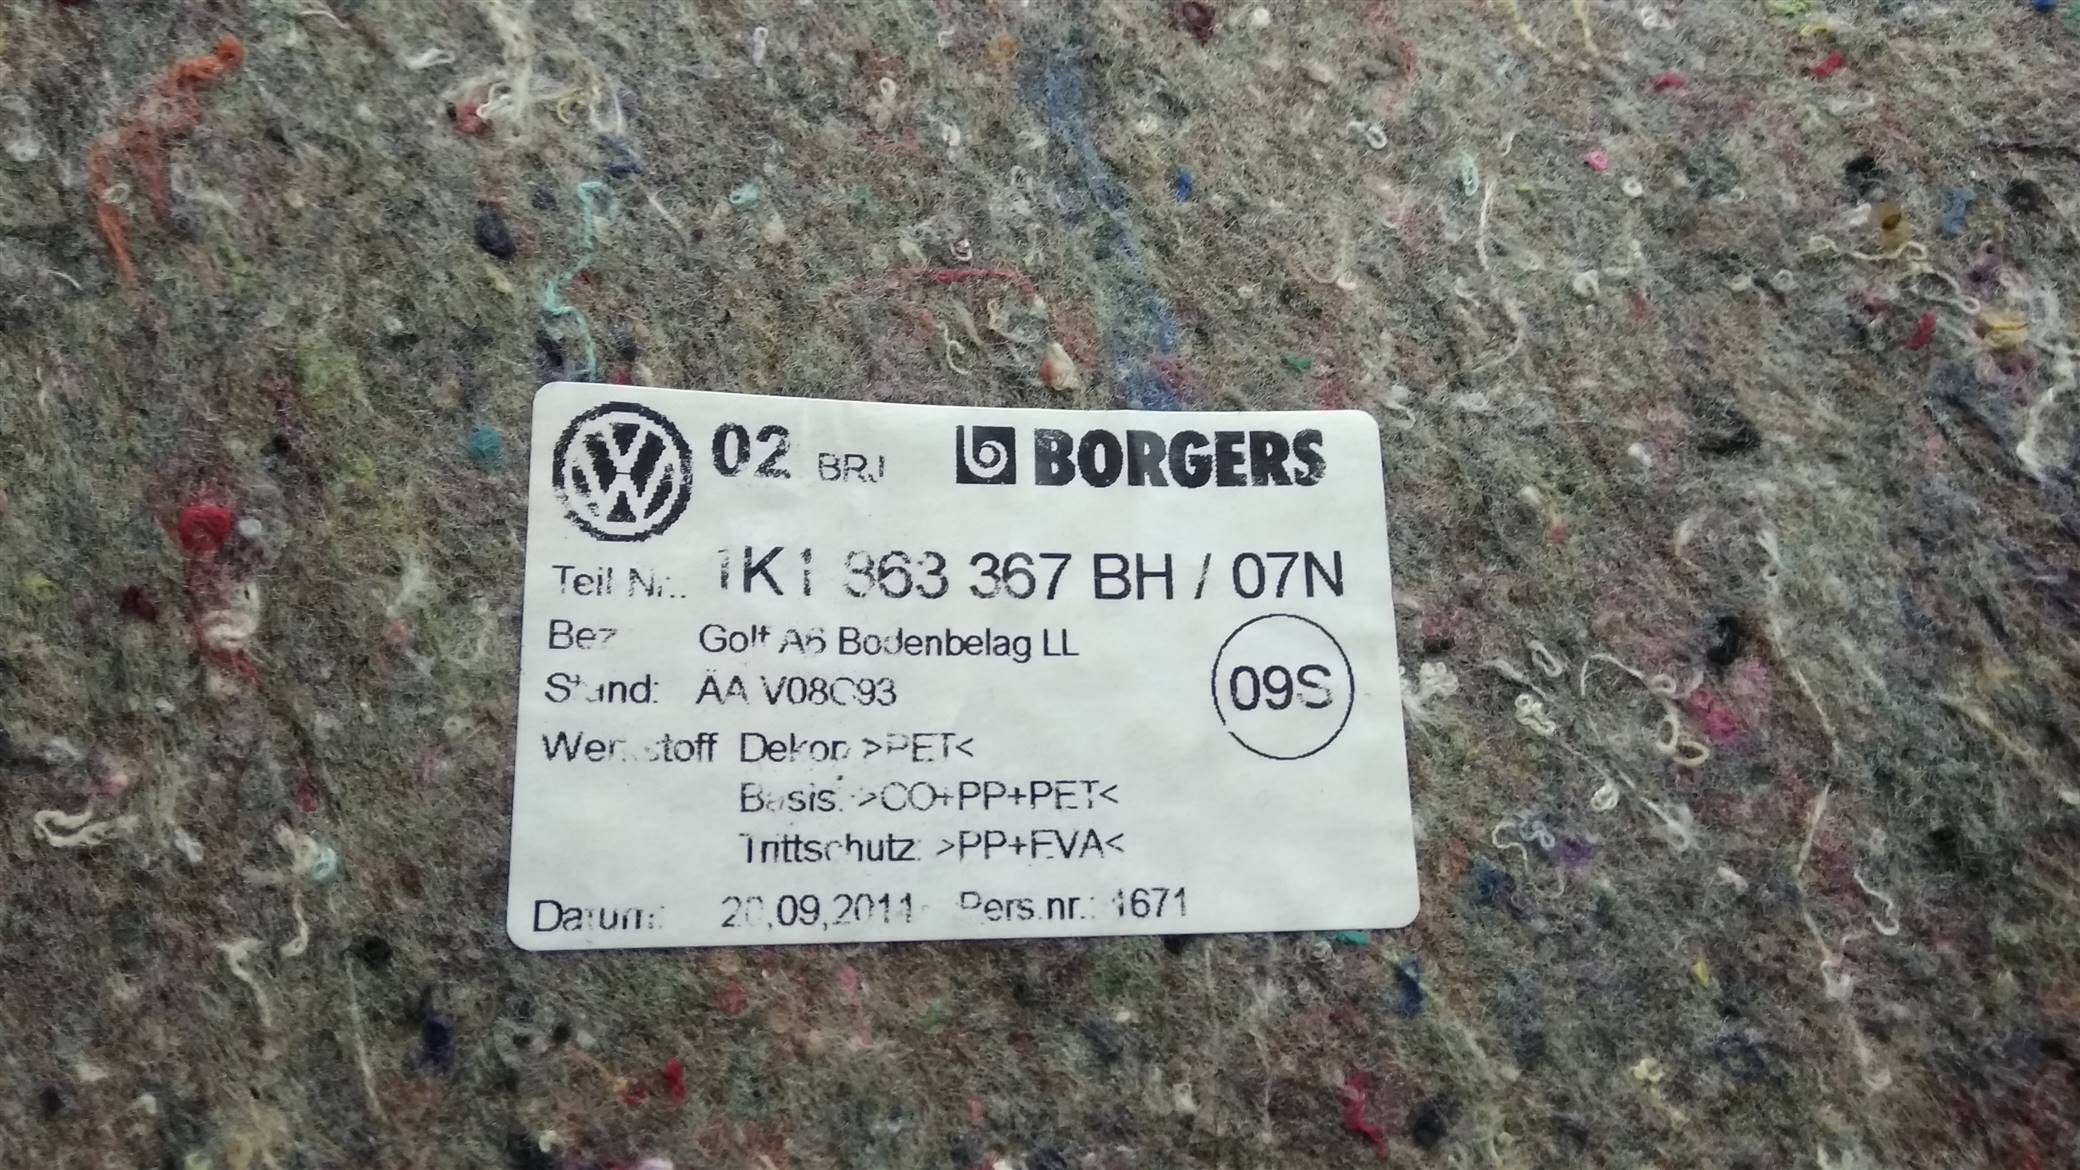 02 BRJ BORGERS
Teil Nr.: 1K1 863 367 BH / 07N
Bez Golf A6 Bodenbelag LL
Stand: ÄA V08C93
09S
Werkstoff Dekor >PET<
Basis: >CO+PP+PET<
Trittschutz: >PP+EVA<
Datum: 20,09,2011 Pers.nr.: 1671